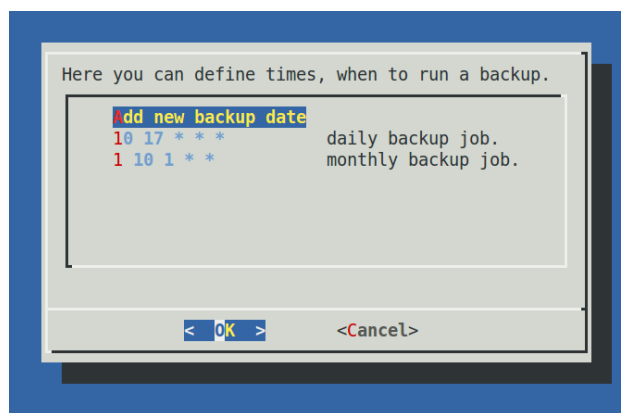 Here you can define times, when to run a backup.
Add new backup date
10 17 * * * daily backup job.
1 10 1 * * monthly backup job.
< OK > <Cancel>